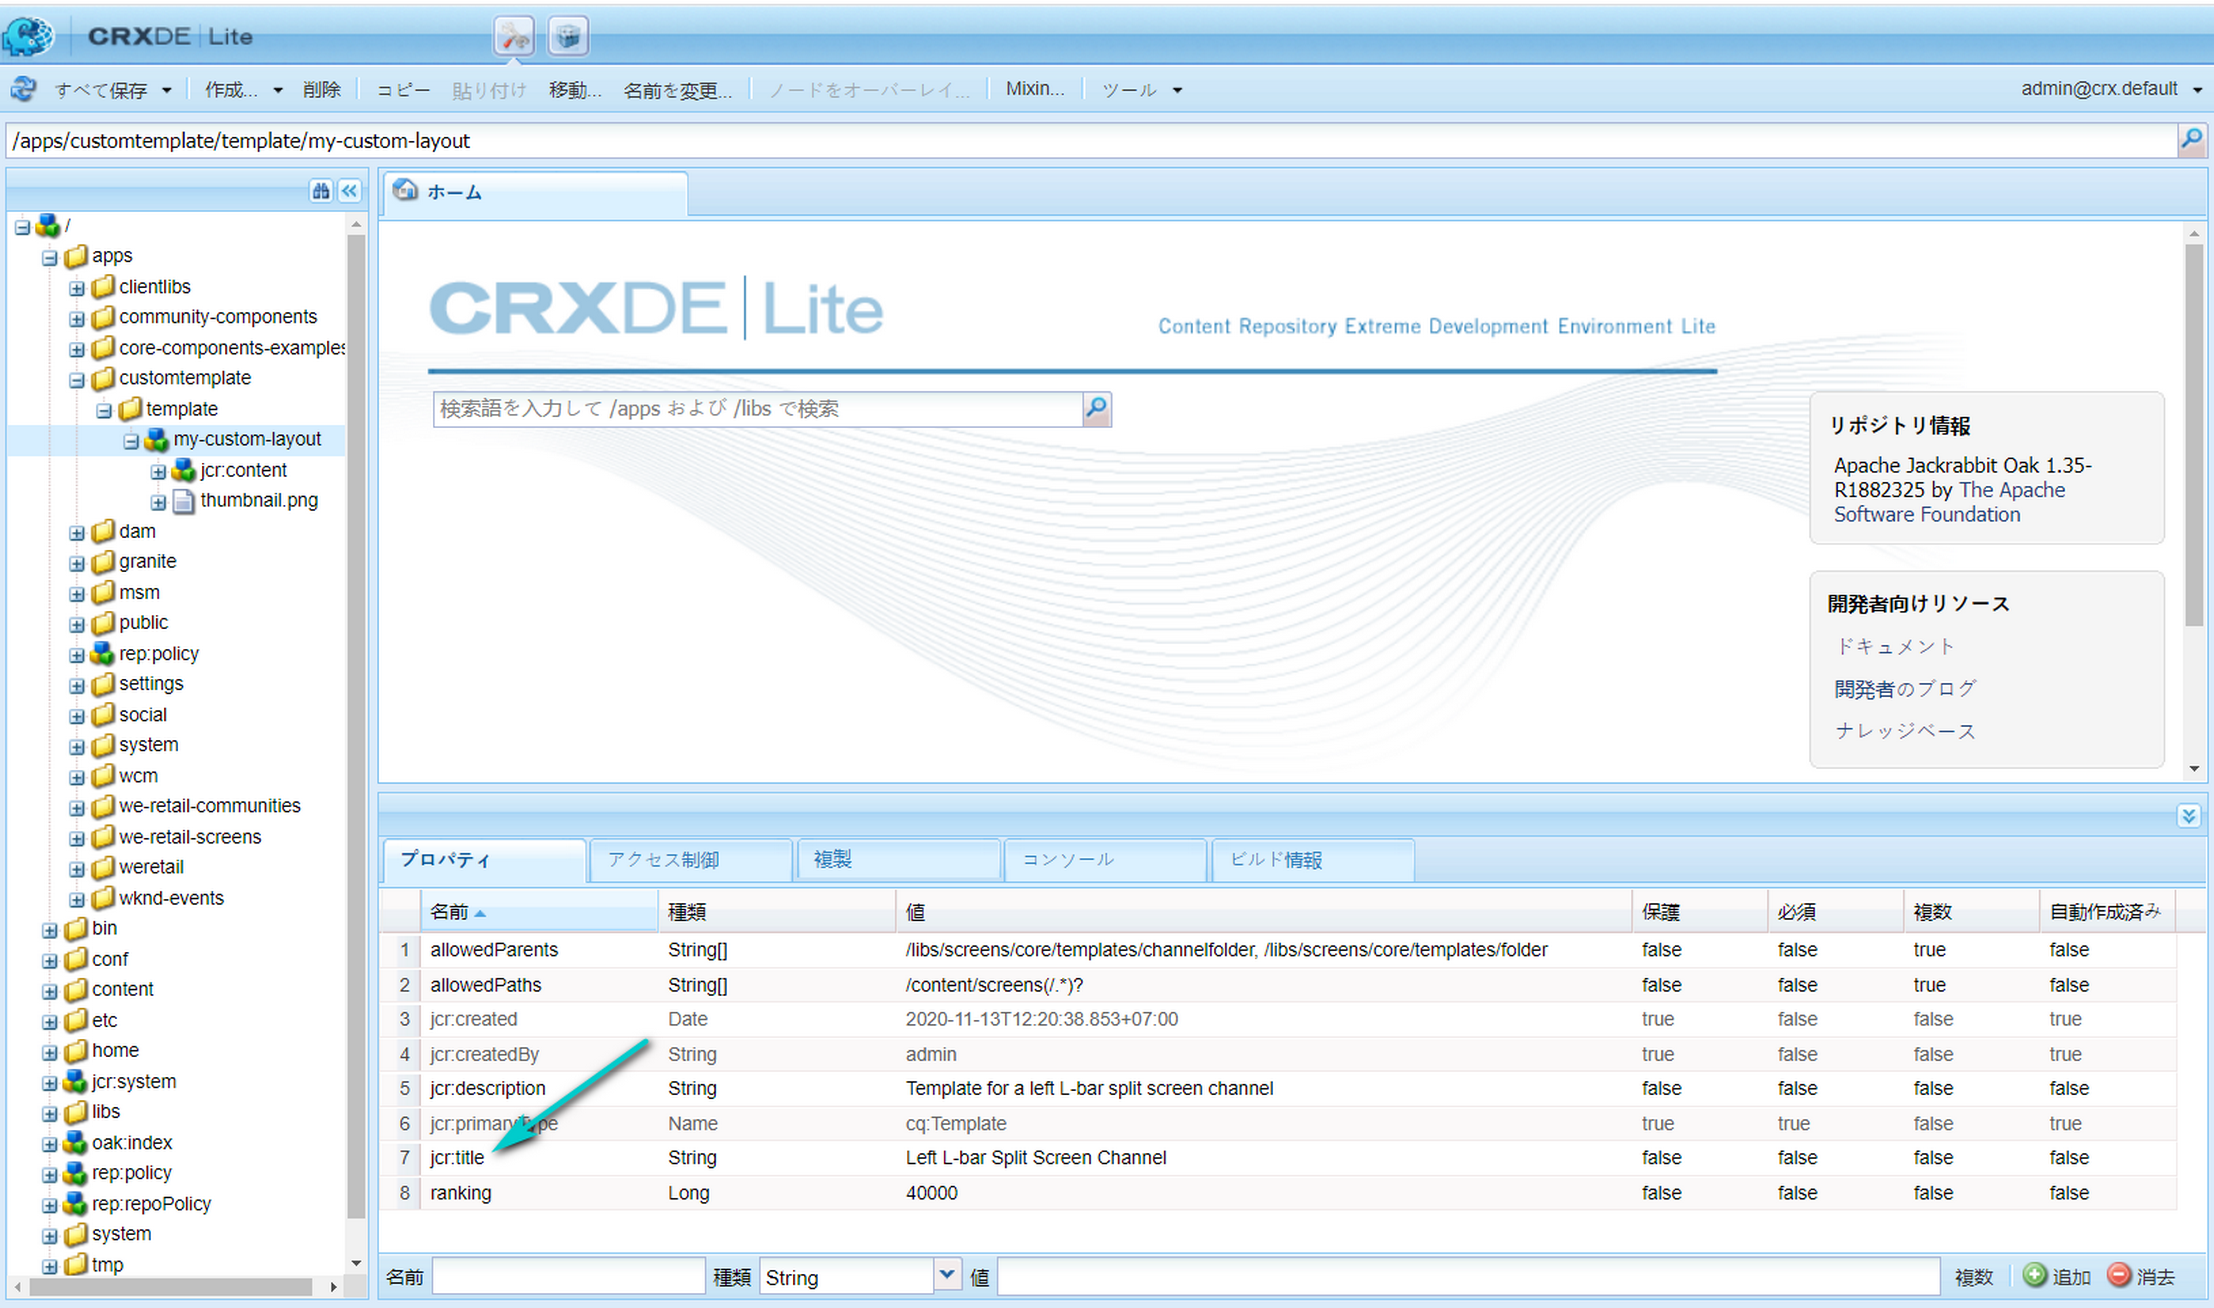 CRXDE | Lite
すべて保存 作成... 削除 コピー 貼り付け 移動... 名前を変更... ノードをオーバーレイ... Mixin... ツール admin@crx.default
/apps/customtemplate/template/my-custom-layout
/
apps
clientlibs
community-components
core-components-examples
customtemplate
template
my-custom-layout
jcr:content
thumbnail.png
dam
granite
msm
public
rep:policy
settings
social
system
wcm
we-retail-communities
we-retail-screens
weretail
wknd-events
bin
conf
content
etc
home
jcr:system
libs
oak:index
rep:policy
rep:repoPolicy
system
tmp
ホーム
CRXDE | Lite
Content Repository Extreme Development Environment Lite
検索語を入力して /apps および /libs で検索
リポジトリ情報
Apache Jackrabbit Oak 1.35-
R1882325 by The Apache
Software Foundation
開発者向けリソース
ドキュメント
開発者のブログ
ナレッジベース
プロパティ アクセス制御 複製 コンソール ビルド情報
名前 種類 値 保護 必須 複数 自動作成済み
1 allowedParents String[] /libs/screens/core/templates/channelfolder, /libs/screens/core/templates/folder false false true false
2 allowedPaths String[] /content/screens(/.*)? false false true false
3 jcr:created Date 2020-11-13T12:20:38.853+07:00 true false false true
4 jcr:createdBy String admin true false false true
5 jcr:description String Template for a left L-bar split screen channel false false false false
6 jcr:primaryType Name cq:Template true true false true
7 jcr:title String Left L-bar Split Screen Channel false false false false
8 ranking Long 40000 false false false false
名前 種類 String 値 複数 追加 消去